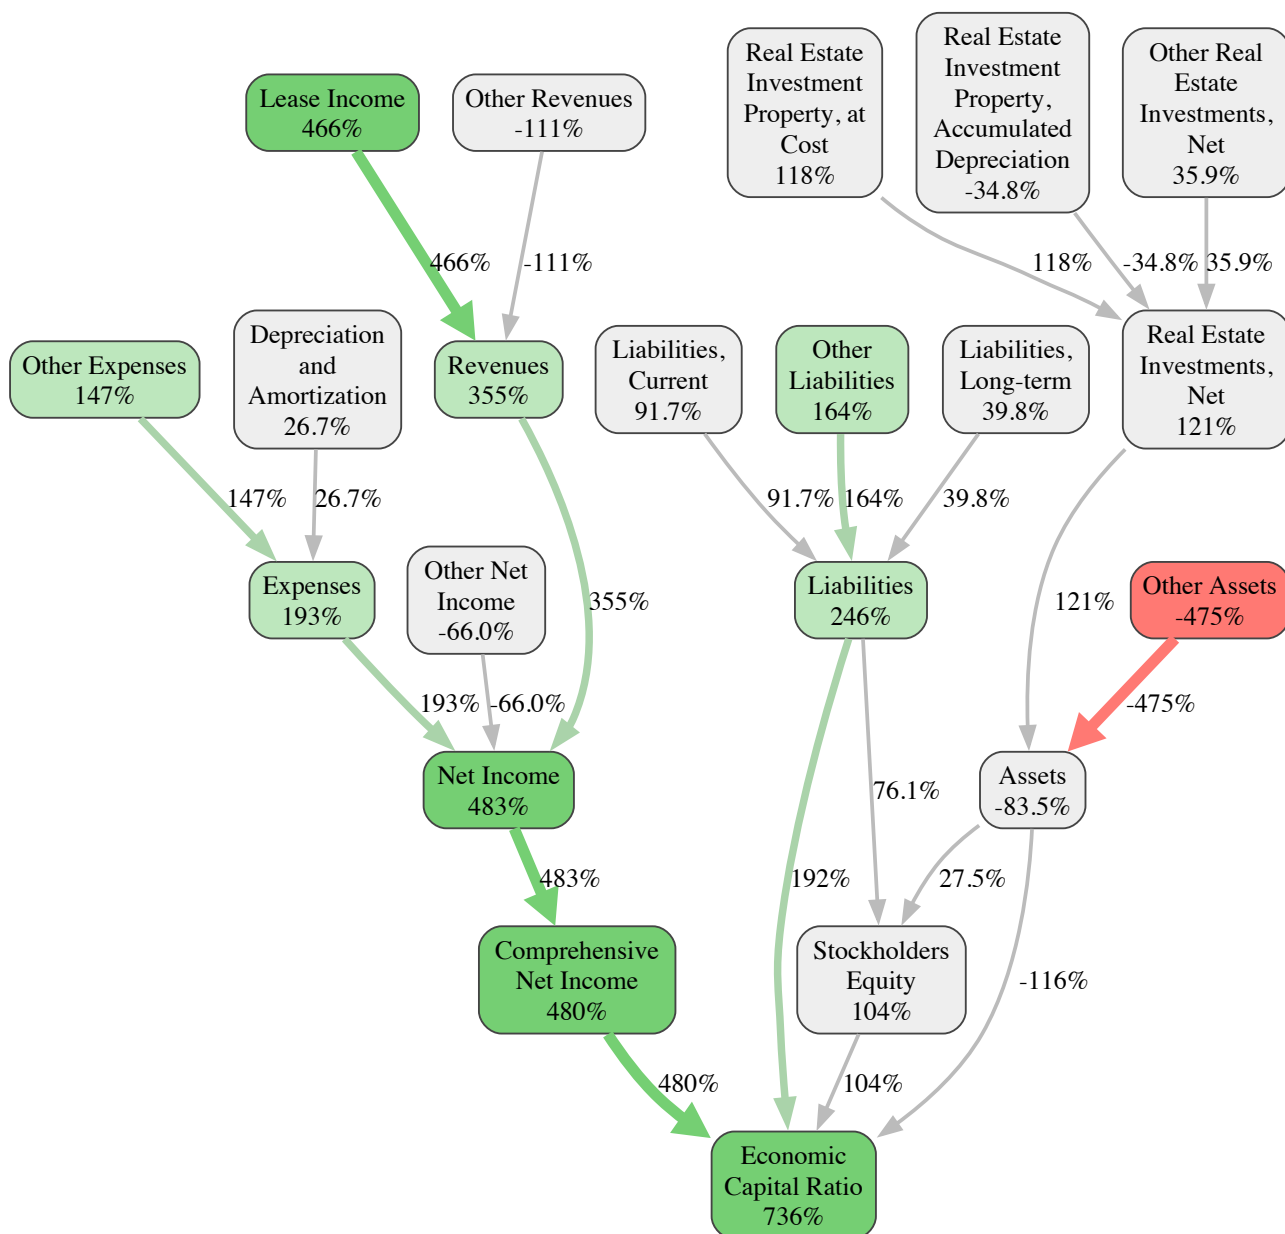 Real Estate
Investment
Property, at
Cost
118%
Real Estate
Investment
Property,
Accumulated
Depreciation
-34.8%
Other Real
Estate
Investments,
Net
35.9%
Lease Income
466%
Other Revenues
-111%
466%
-111%
118%
-34.8%
35.9%
Other Expenses
147%
Depreciation
and
Amortization
26.7%
Revenues
355%
Liabilities,
Current
91.7%
Other
Liabilities
164%
Liabilities,
Long-term
39.8%
Real Estate
Investments,
Net
121%
147%
26.7%
91.7%
164%
39.8%
Expenses
193%
Other Net
Income
-66.0%
355%
Liabilities
246%
121%
Other Assets
-475%
193%
-66.0%
-475%
Net Income
483%
76.1%
Assets
-83.5%
483%
192%
27.5%
Comprehensive
Net Income
480%
Stockholders
Equity
104%
-116%
480%
104%
Economic
Capital Ratio
736%